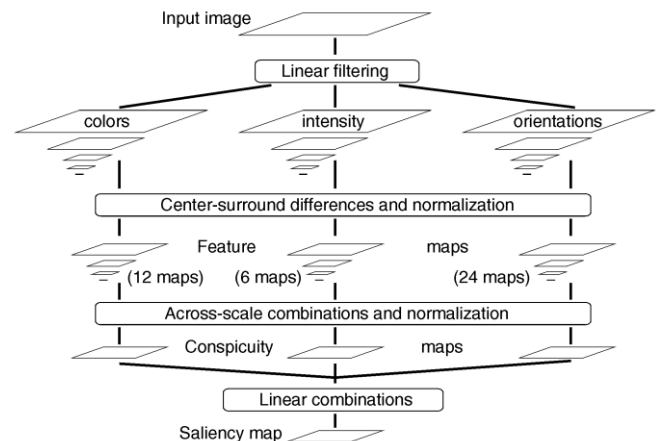 Input image
Linear filtering
colors intensity orientations
Center-surround differences and normalization
Feature maps
(12 maps) (6 maps) (24 maps)
Across-scale combinations and normalization
Conspicuity maps
Linear combinations
Saliency map